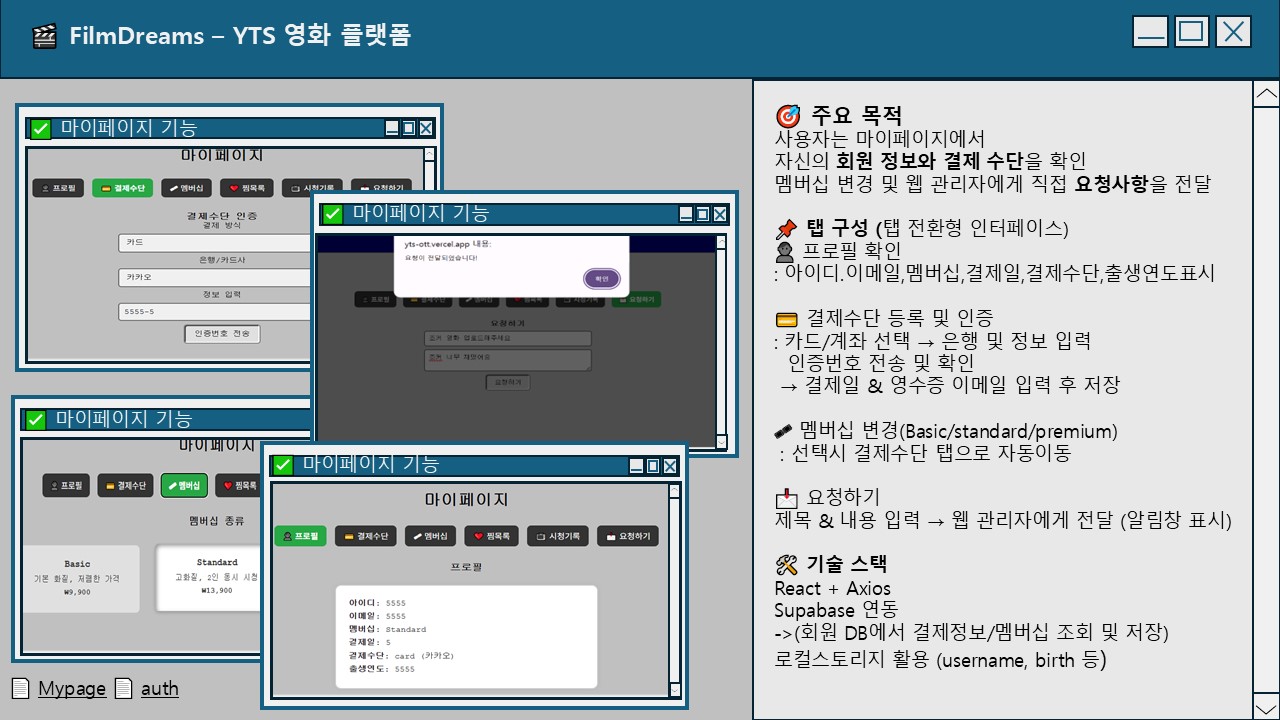 🎬 FilmDreams – YTS 영화 플랫폼
✅ 마이페이지 기능
마이페이지
프로필 결제수단 멤버십 찜목록 시청기록 요청하기
결제수단 인증
결제 방식
카드
은행/카드사
카카오
정보 입력
5555-5
인증번호 전송
✅ 마이페이지 기능
yts-ott.vercel.app 내용:
요청이 전달되었습니다!
확인
프로필 결제수단 멤버십 찜목록 시청기록 요청하기
요청하기
요청하기
✅ 마이페이지 기능
마이페이지
프로필 결제수단 멤버십 찜목록
멤버십 종류
Basic
기본 화질, 저렴한 가격
₩9,900
Standard
고화질, 2인 동시 시청
₩13,900
✅ 마이페이지 기능
마이페이지
프로필 결제수단 멤버십 찜목록 시청기록 요청하기
프로필
아이디: 5555
이메일: 5555
멤버십: Standard
결제일: 5
결제수단: card (카카오)
출생연도: 5555
Mypage auth
🎯 주요 목적
사용자는 마이페이지에서
자신의 회원 정보와 결제 수단을 확인
멤버십 변경 및 웹 관리자에게 직접 요청사항을 전달
📌 탭 구성 (탭 전환형 인터페이스)
프로필 확인
: 아이디.이메일,멤버십,결제일,결제수단,출생연도표시
💳 결제수단 등록 및 인증
: 카드/계좌 선택 → 은행 및 정보 입력
인증번호 전송 및 확인
→ 결제일 & 영수증 이메일 입력 후 저장
멤버십 변경(Basic/standard/premium)
: 선택시 결제수단 탭으로 자동이동
📩 요청하기
제목 & 내용 입력 → 웹 관리자에게 전달 (알림창 표시)
🛠 기술 스택
React + Axios
Supabase 연동
->(회원 DB에서 결제정보/멤버십 조회 및 저장)
로컬스토리지 활용 (username, birth 등)